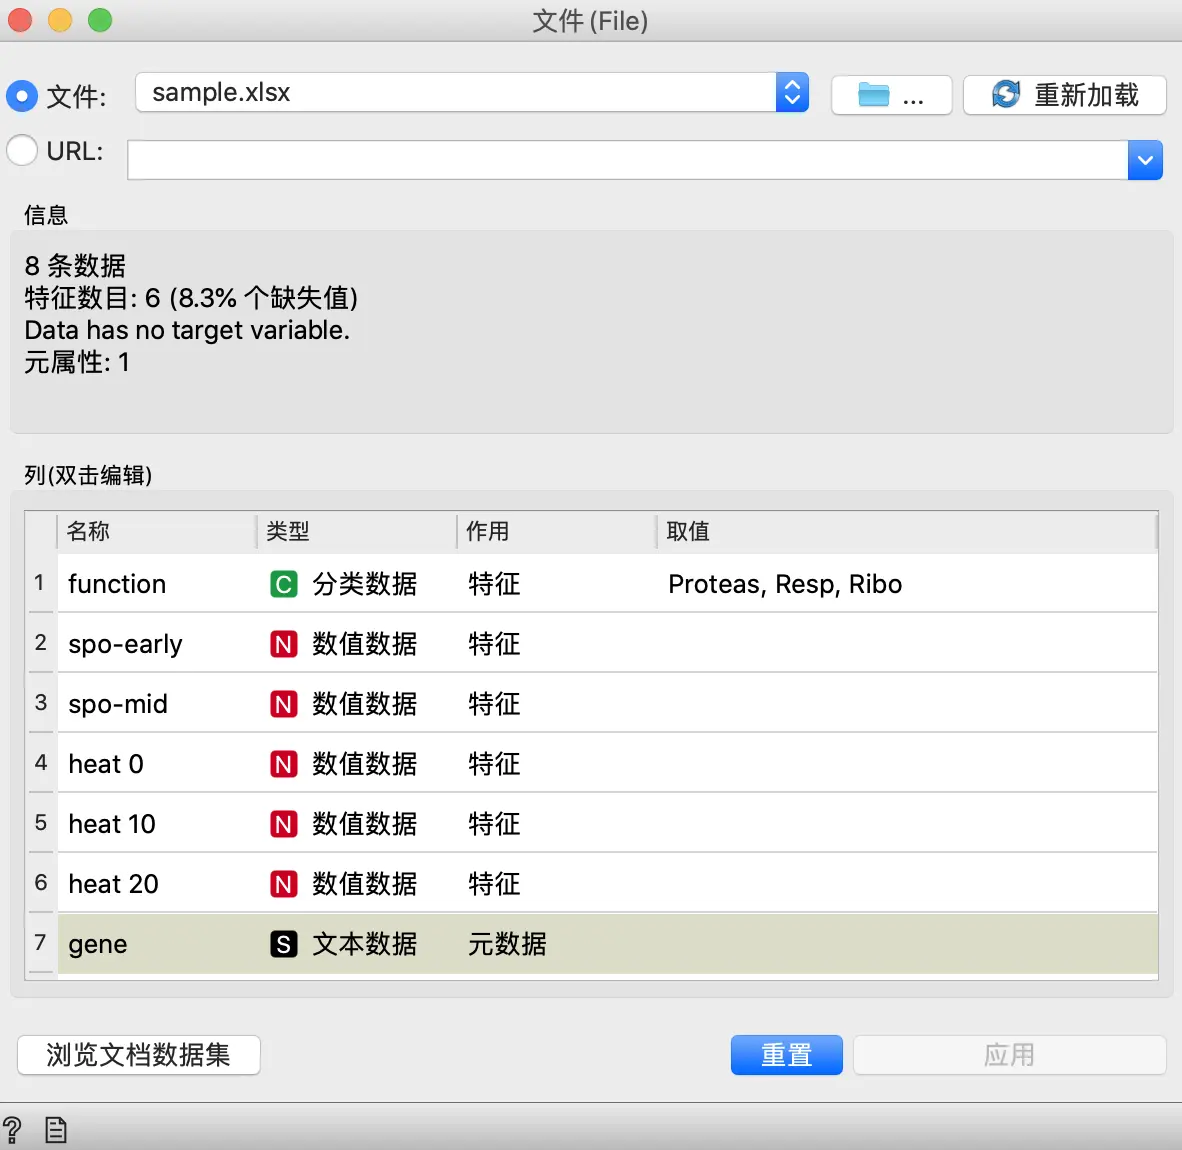 文件 (File)
文件: sample.xlsx ... 重新加载
URL:
信息
8 条数据
特征数目: 6 (8.3% 个缺失值)
Data has no target variable.
元属性: 1
列(双击编辑)
名称 类型 作用 取值
1 function C 分类数据 特征 Proteas, Resp, Ribo
2 spo-early N 数值数据 特征
3 spo-mid N 数值数据 特征
4 heat 0 N 数值数据 特征
5 heat 10 N 数值数据 特征
6 heat 20 N 数值数据 特征
7 gene S 文本数据 元数据
浏览文档数据集 重置 应用
?